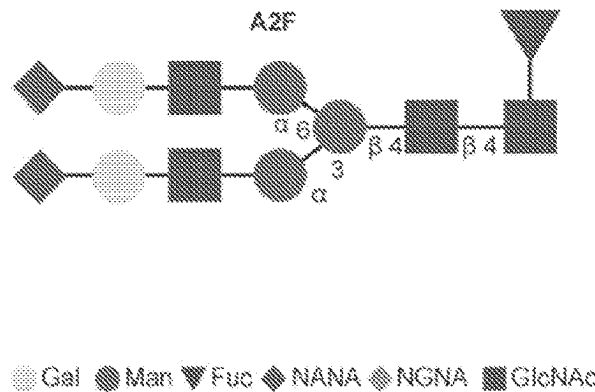 A2F
α 6
β 4 β 4
3
α
Gal Man Fuc NANA NGNA GlcNAc